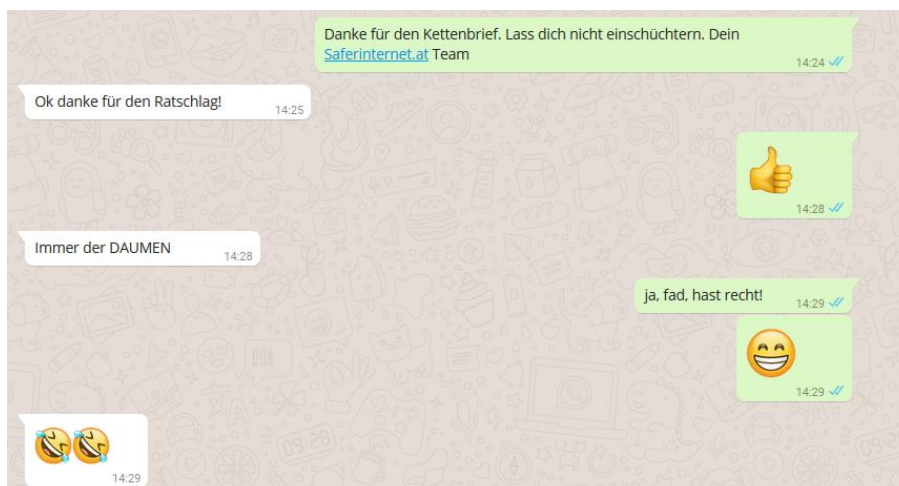 Danke für den Kettenbrief. Lass dich nicht einschüchtern. Dein
Saferinternet.at Team
14:24
Ok danke für den Ratschlag!
14:25
14:28
Immer der DAUMEN
14:28
ja, fad, hast recht!
14:29
14:29
14:29